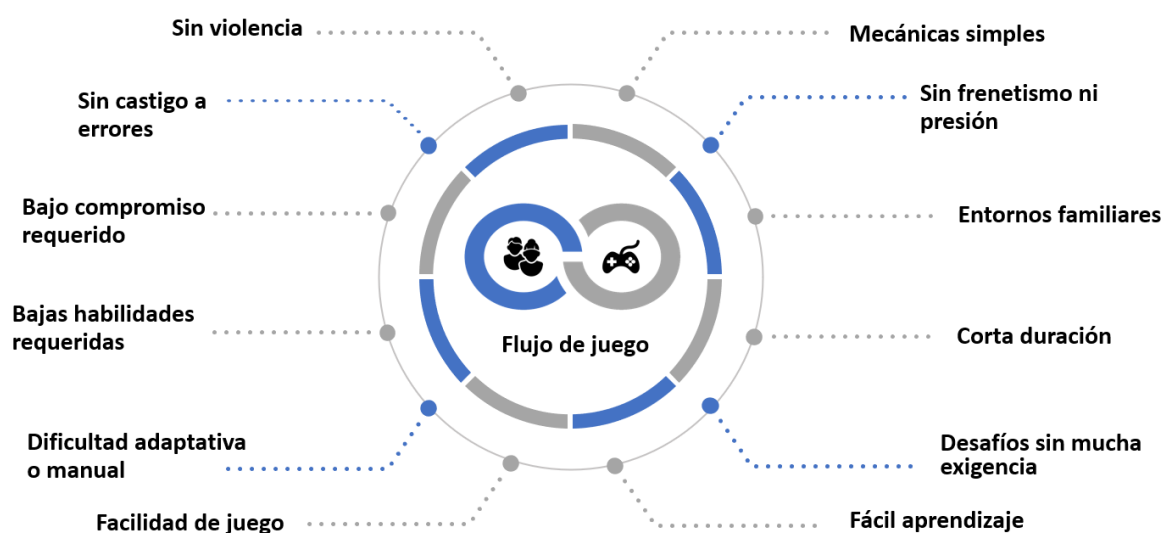 Sin violencia
Mecánicas simples
Sin castigo a
errores
Sin frenetismo ni
presión
Bajo compromiso
requerido
Entornos familiares
Bajas habilidades
requeridas
Flujo de juego
Corta duración
Dificultad adaptativa
o manual
Desafíos sin mucha
exigencia
Facilidad de juego
Fácil aprendizaje